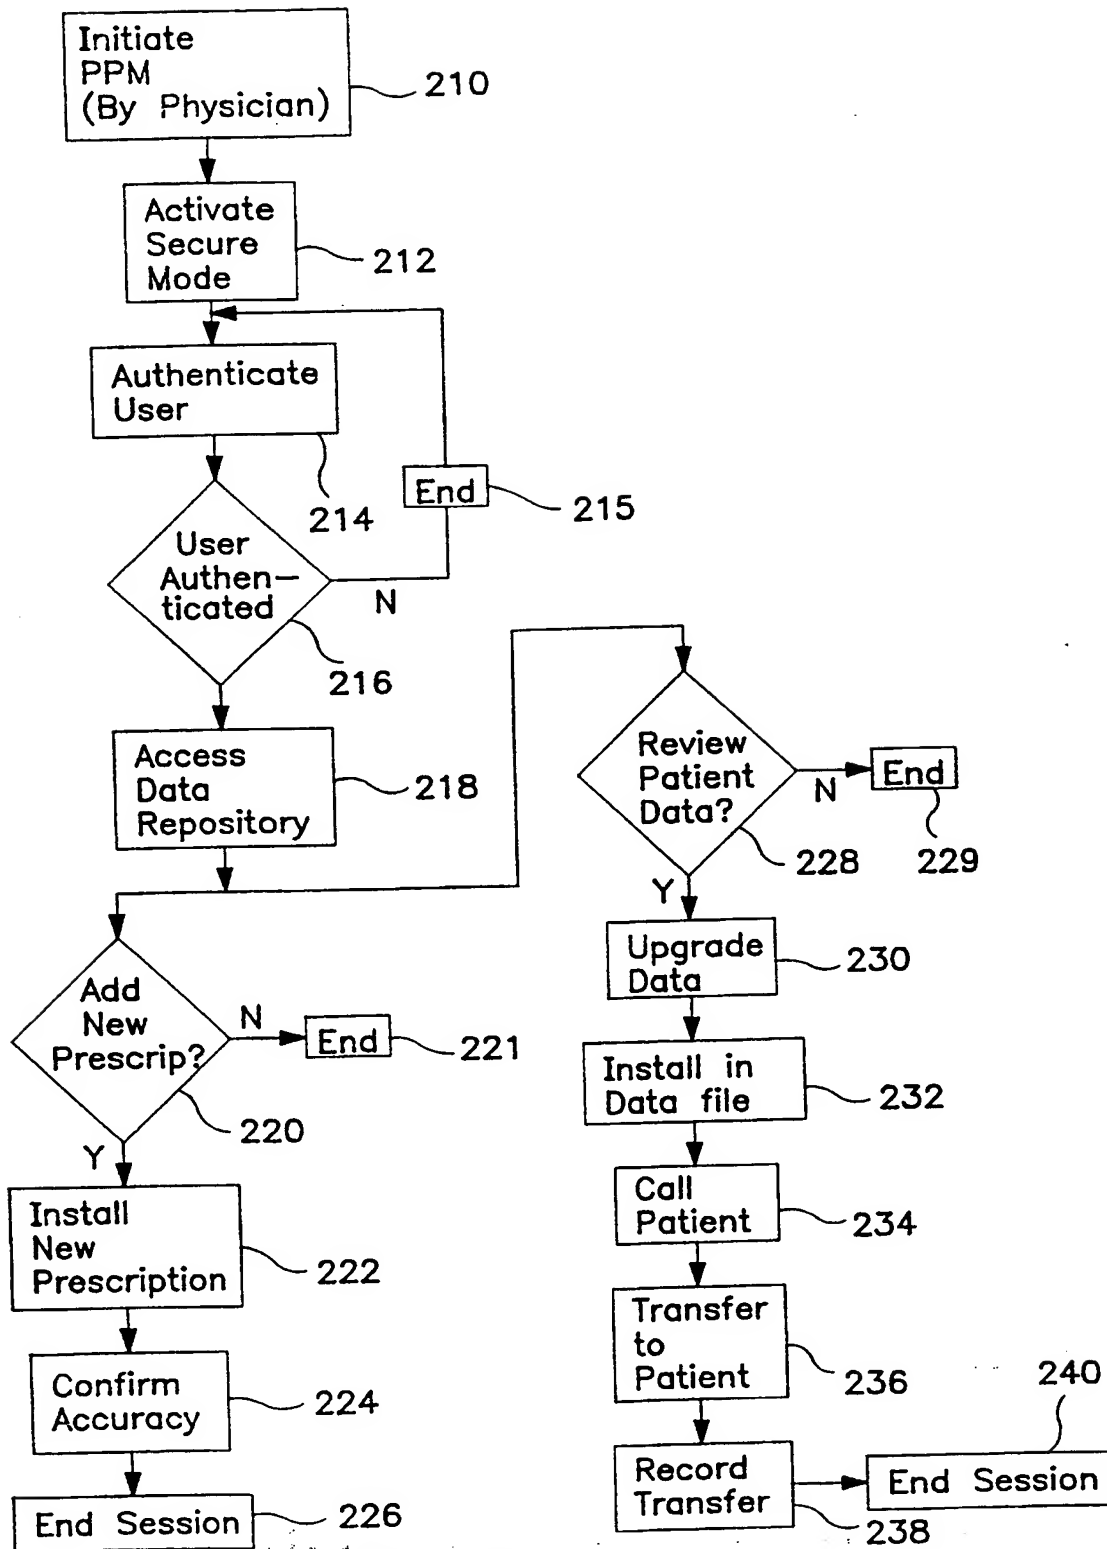 Initiate
PPM
(By Physician)
210
Activate
Secure
Mode
212
Authenticate
User
214
End
215
User
Authen-
ticated
N
216
Access
Data
Repository
218
Add
New
Prescrip?
N
End
221
220
Y
Install
New
Prescription
222
Confirm
Accuracy
224
End Session
226
Review
Patient
Data?
N
End
229
228
Y
Upgrade
Data
230
Install in
Data file
232
Call
Patient
234
Transfer
to
Patient
236
Record
Transfer
238
240
End Session